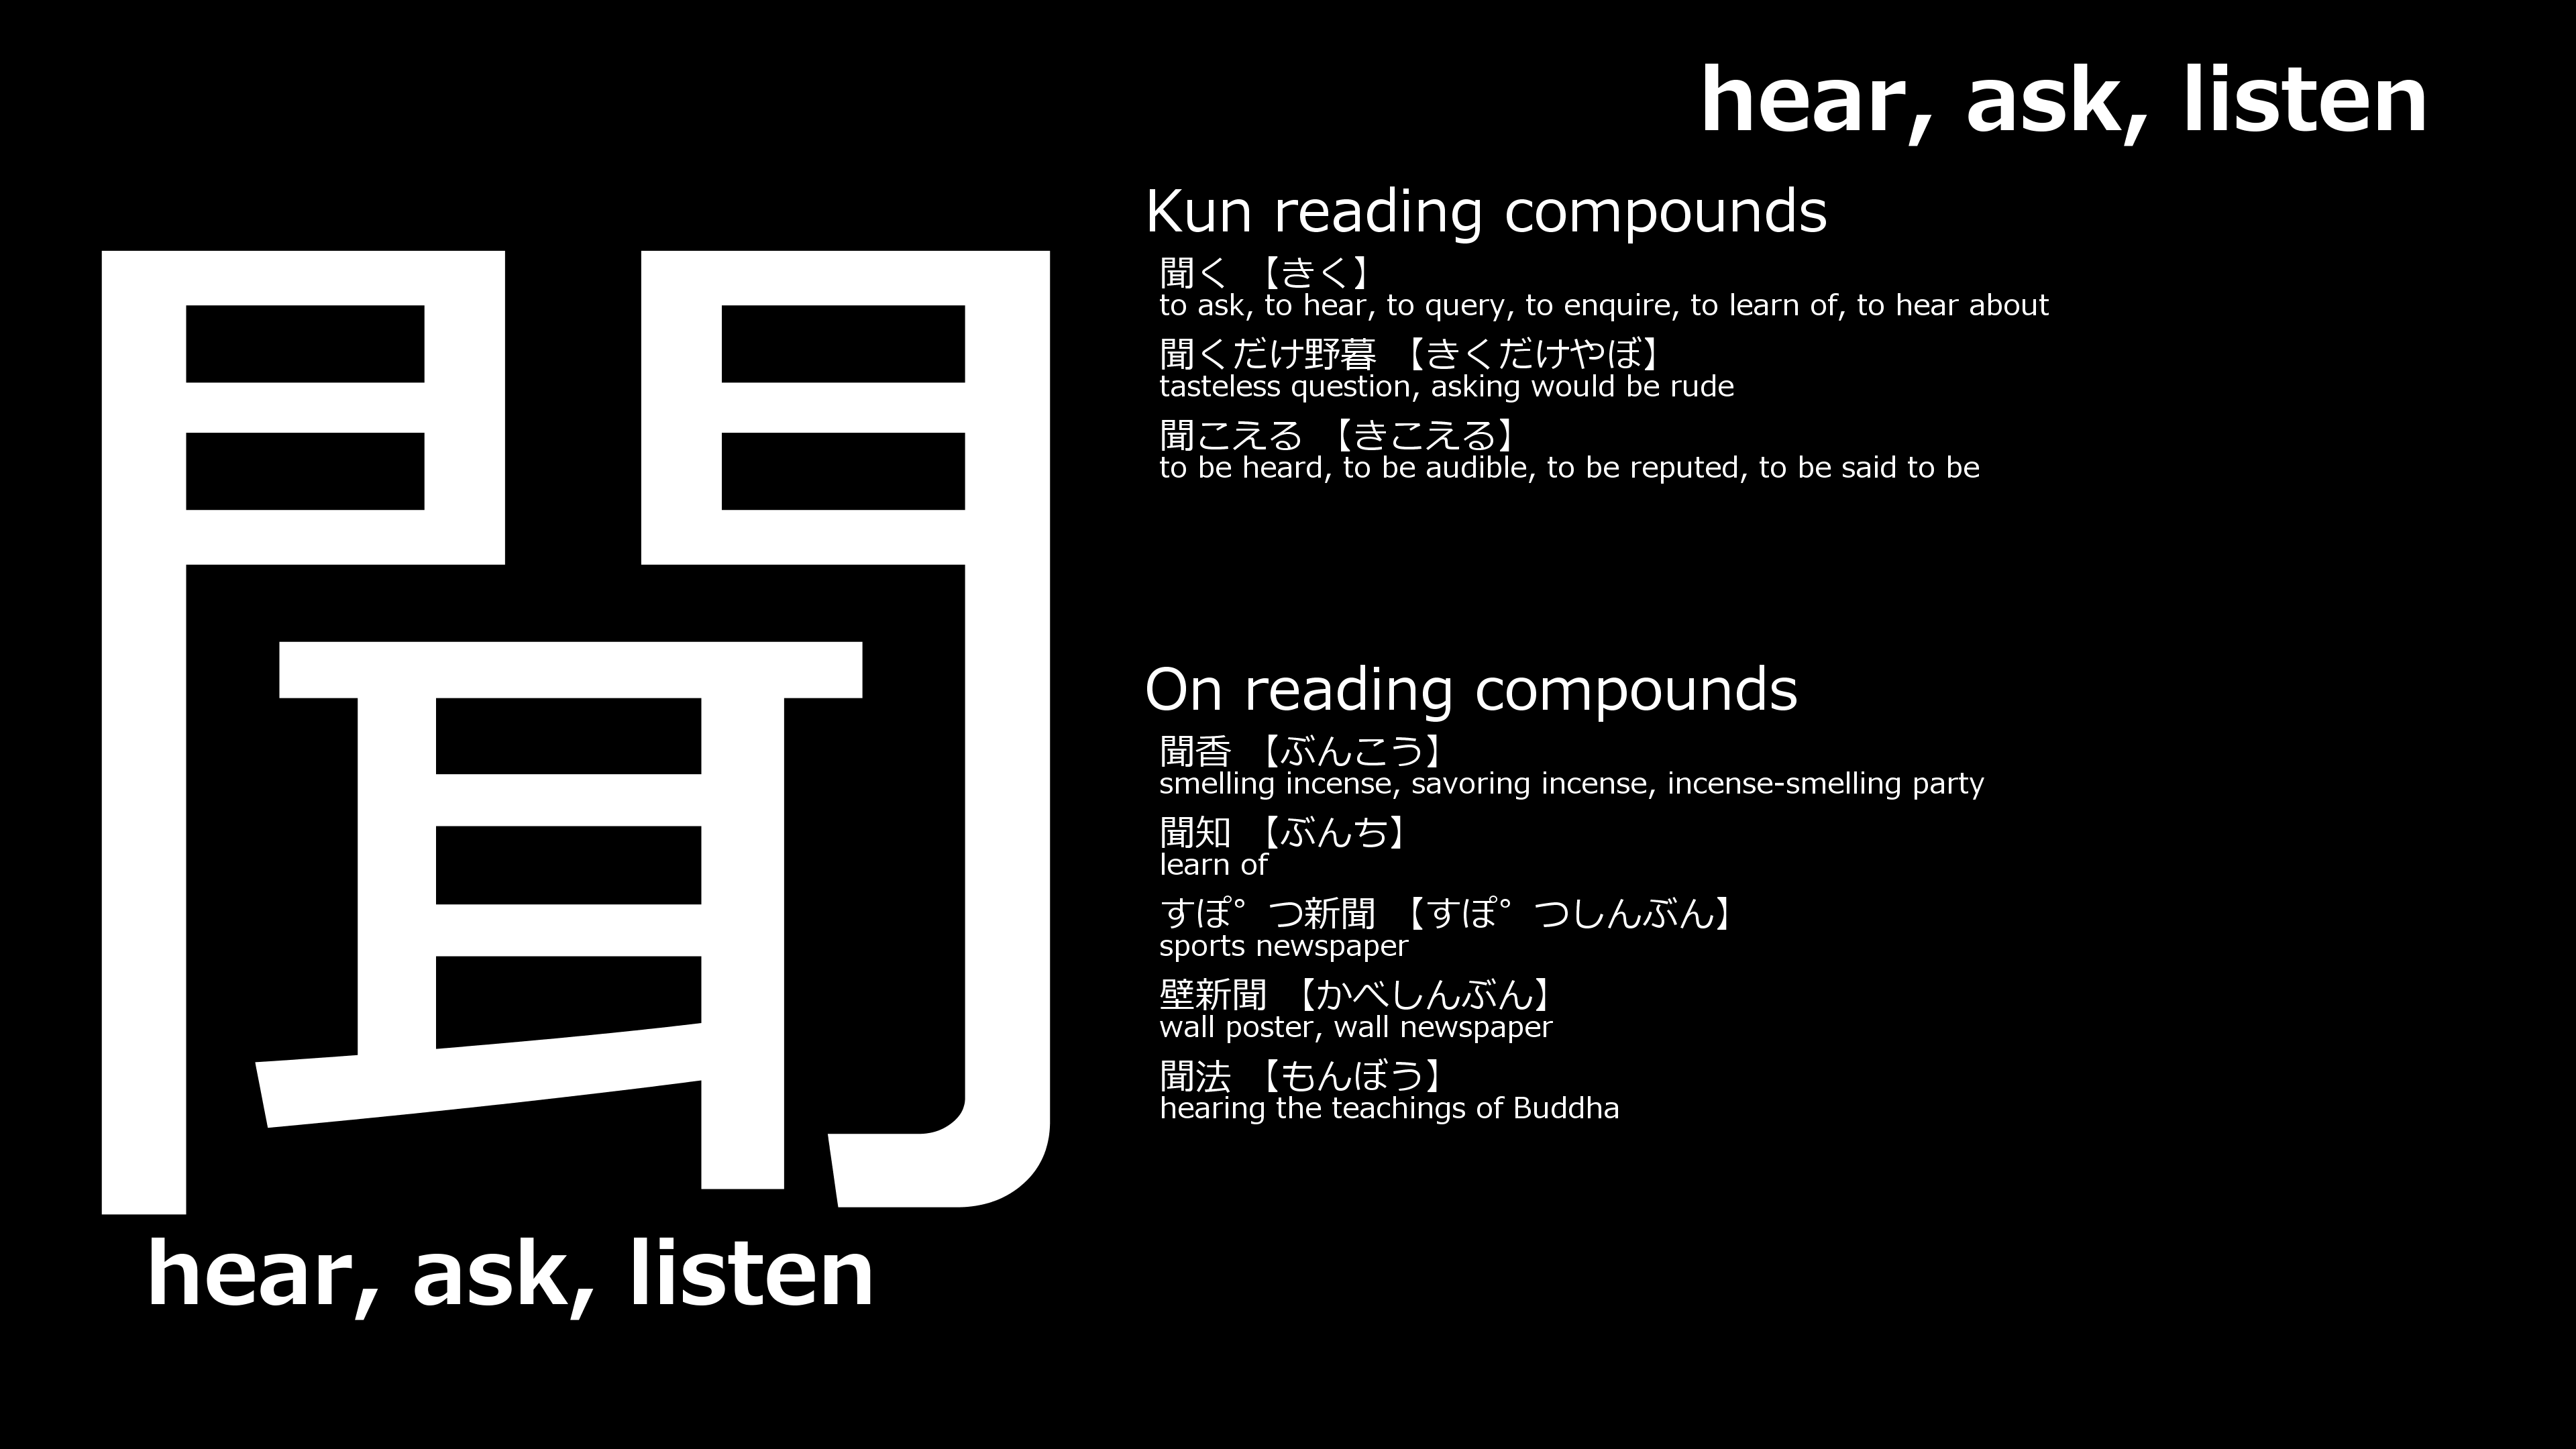 hear, ask, listen
聞
hear, ask, listen
Kun reading compounds
聞く 【きく】
to ask, to hear, to query, to enquire, to learn of, to hear about
聞くだけ野暮 【きくだけやぼ】
tasteless question, asking would be rude
聞こえる 【きこえる】
to be heard, to be audible, to be reputed, to be said to be
On reading compounds
聞香 【ぶんこう】
smelling incense, savoring incense, incense-smelling party
聞知 【ぶんち】
learn of
すぽ゜つ新聞 【すぽ゜つしんぶん】
sports newspaper
壁新聞 【かべしんぶん】
wall poster, wall newspaper
聞法 【もんぼう】
hearing the teachings of Buddha